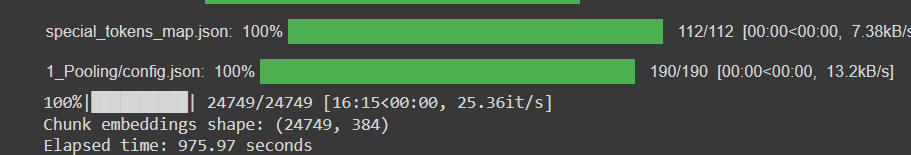 special_tokens_map.json: 100% 112/112 [00:00<00:00, 7.38kB/s
1_Pooling/config.json: 100% 190/190 [00:00<00:00, 13.2kB/s]
100%|██████████| 24749/24749 [16:15<00:00, 25.36it/s]
Chunk embeddings shape: (24749, 384)
Elapsed time: 975.97 seconds